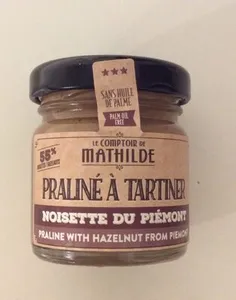 ★★★
SANS HUILE
DE PALME
PALM OIL
FREE
55%
LE COMPTOIR DE
MATHILDE
PRALINÉ À TARTINER
NOISETTE DU PIÉMONT
PRALINE WITH HAZELNUT FROM PIEMONT